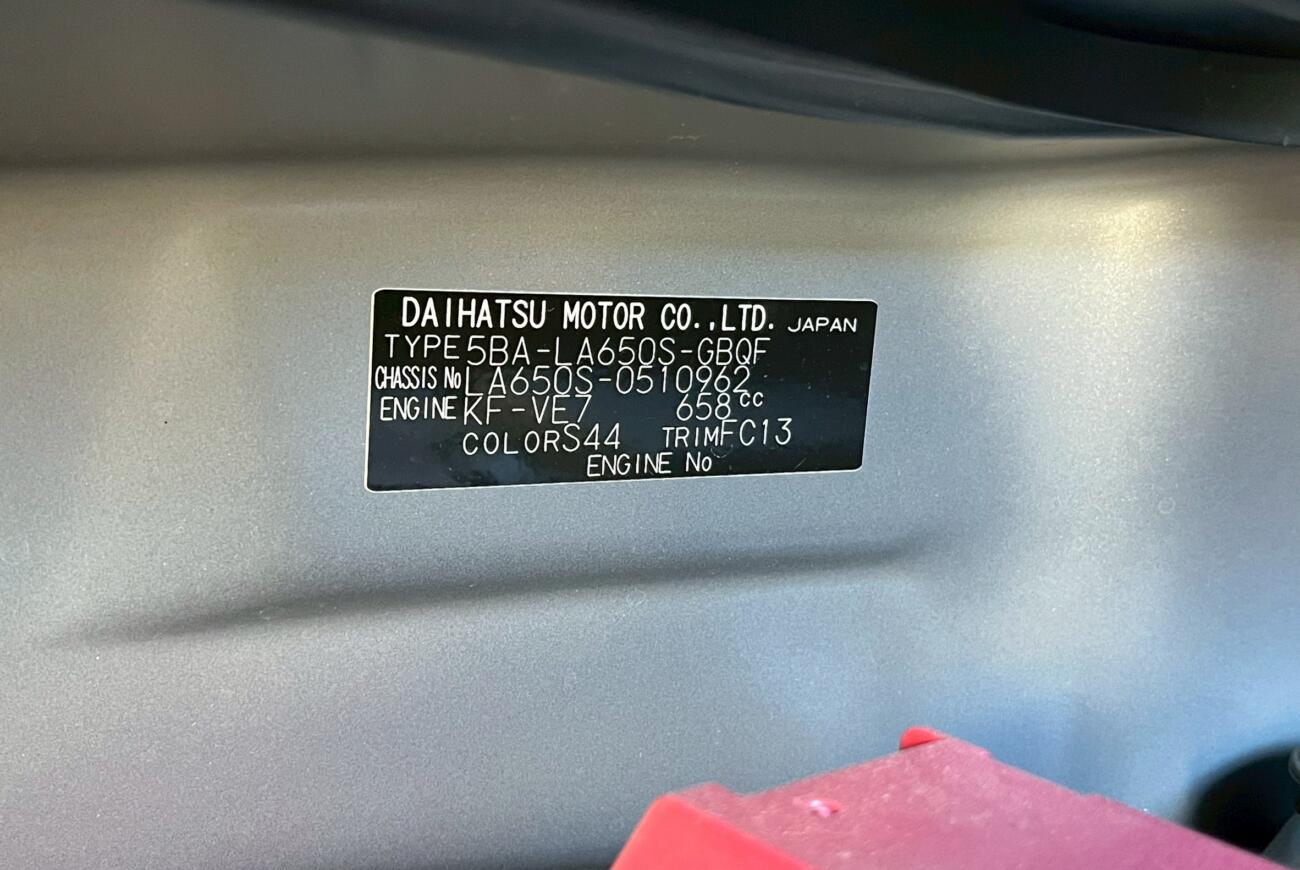 DAIHATSU MOTOR CO.,LTD. JAPAN
TYPE 5BA-LA650S-GBQF
CHASSIS No LA650S-0510962
ENGINE KF-VE7 658cc
COLOR S44 TRIM FC13
ENGINE No